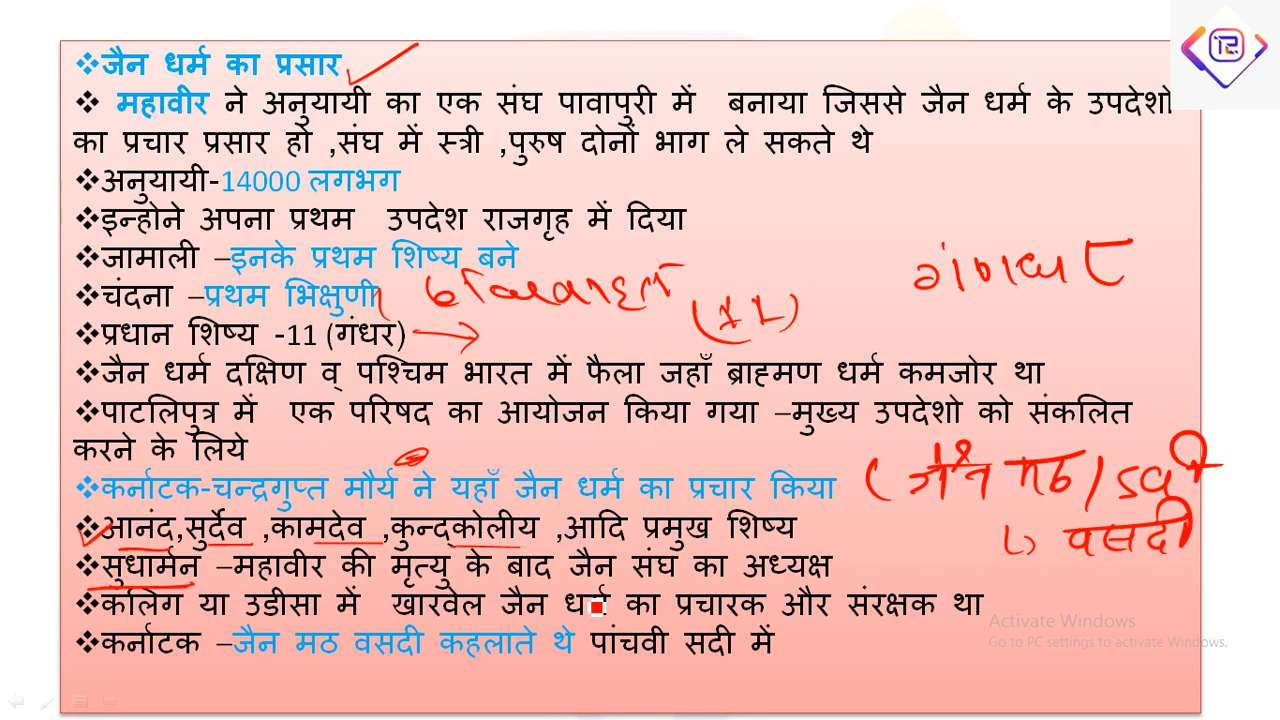 ❖जैन धर्म का प्रसार
❖ महावीर ने अनुयायी का एक संघ पावापुरी में बनाया जिससे जैन धर्म के उपदेशो
का प्रचार प्रसार हो ,संघ में स्त्री ,पुरुष दोनों भाग ले सकते थे
❖अनुयायी-14000 लगभग
❖इन्होने अपना प्रथम उपदेश राजगृह में दिया
❖जामाली –इनके प्रथम शिष्य बने
❖चंदना –प्रथम भिक्षुणी
❖प्रधान शिष्य -11 (गंधर)
❖जैन धर्म दक्षिण व् पश्चिम भारत में फैला जहाँ ब्राह्मण धर्म कमजोर था
❖पाटलिपुत्र में एक परिषद का आयोजन किया गया –मुख्य उपदेशो को संकलित
करने के लिये
❖कर्नाटक-चन्द्रगुप्त मौर्य ने यहाँ जैन धर्म का प्रचार किया
❖आनंद,सुर्देव ,कामदेव ,कुन्दकोलीय ,आदि प्रमुख शिष्य
❖सुधार्मन –महावीर की मृत्यु के बाद जैन संघ का अध्यक्ष
❖कलिंग या उडीसा में खारवेल जैन धर्म का प्रचारक और संरक्षक था
❖कर्नाटक –जैन मठ वसदी कहलाते थे पांचवी सदी में
वसदी
Activate Windows
Go to PC settings to activate Windows.